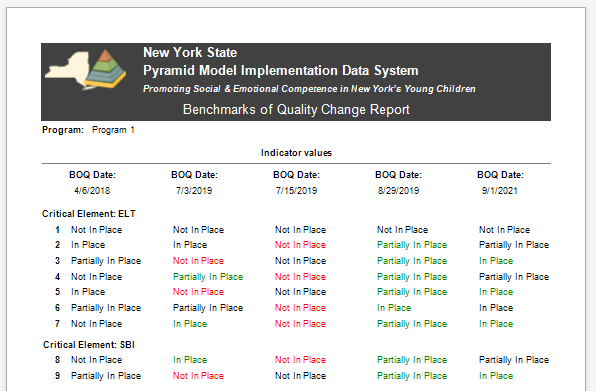 New York State
Pyramid Model Implementation Data System
Promoting Social & Emotional Competence in New York's Young Children
Benchmarks of Quality Change Report
Program: Program 1
Indicator values
BOQ Date: BOQ Date: BOQ Date: BOQ Date: BOQ Date:
4/6/2018 7/3/2019 7/15/2019 8/29/2019 9/1/2021
Critical Element: ELT
1 Not In Place Not In Place Not In Place Not In Place Not In Place
2 In Place In Place Not In Place Partially In Place Partially In Place
3 Partially In Place Not In Place Not In Place Partially In Place In Place
4 Not In Place Partially In Place Not In Place Partially In Place Partially In Place
5 In Place Not In Place Not In Place Partially In Place In Place
6 Partially In Place Partially In Place Not In Place In Place In Place
7 Not In Place In Place Not In Place Partially In Place In Place
Critical Element: SBI
8 Not In Place In Place Not In Place Partially In Place Partially In Place
9 Partially In Place Not In Place Not In Place Partially In Place In Place